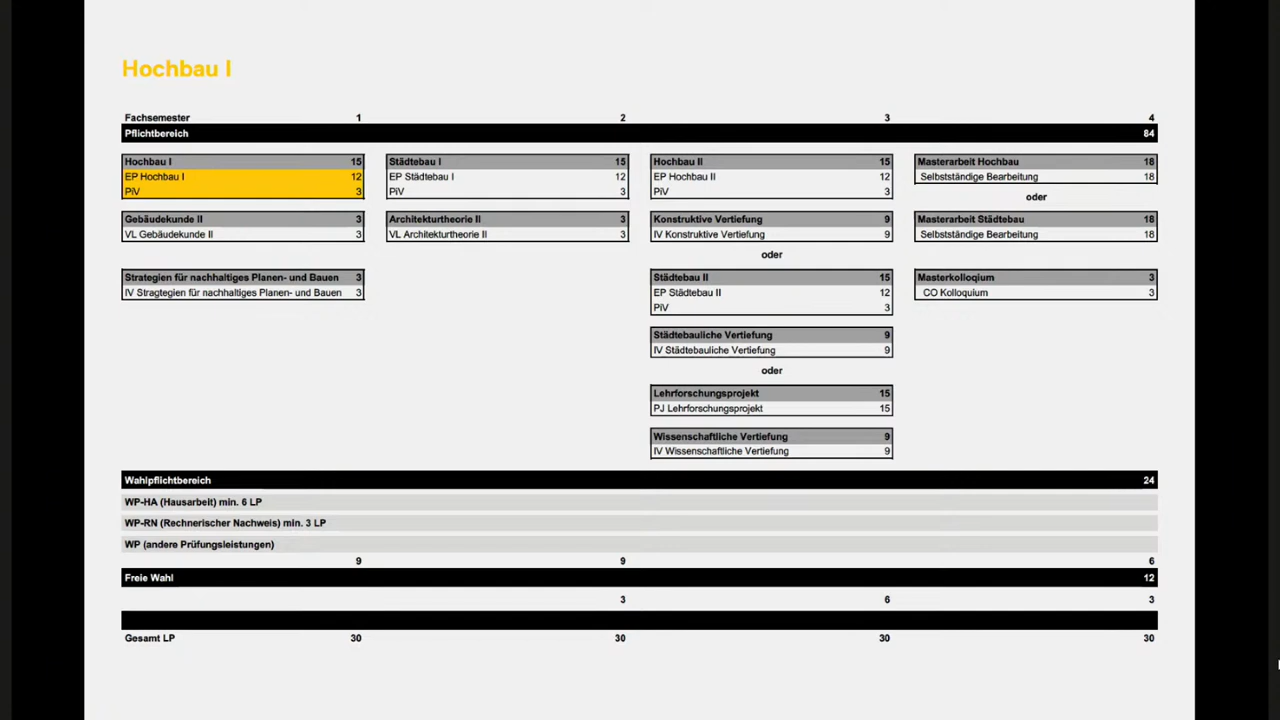 Hochbau I
Fachsemester 1 2 3 4
Pflichtbereich 84
Hochbau I 15 Städtebau I 15 Hochbau II 15 Masterarbeit Hochbau 18
EP Hochbau I 12 EP Städtebau I 12 EP Hochbau II 12 Selbstständige Bearbeitung 18
PiV 3 PiV 3 PiV 3
oder
Gebäudekunde II 3 Architekturtheorie II 3 Konstruktive Vertiefung 9 Masterarbeit Städtebau 18
VL Gebäudekunde II 3 VL Architekturtheorie II 3 IV Konstruktive Vertiefung 9 Selbstständige Bearbeitung 18
oder
Strategien für nachhaltiges Planen- und Bauen 3 Städtebau II 15 Masterkolloqium 3
IV Stragtegien für nachhaltiges Planen- und Bauen 3 EP Städtebau II 12 CO Kolloquium 3
PiV 3
Städtebauliche Vertiefung 9
IV Städtebauliche Vertiefung 9
oder
Lehrforschungsprojekt 15
PJ Lehrforschungsprojekt 15
Wissenschaftliche Vertiefung 9
IV Wissenschaftliche Vertiefung 9
Wahlpflichtbereich 24
WP-HA (Hausarbeit) min. 6 LP
WP-RN (Rechnerischer Nachweis) min. 3 LP
WP (andere Prüfungsleistungen)
9 9 6
Freie Wahl 12
3 6 3
Gesamt LP 30 30 30 30